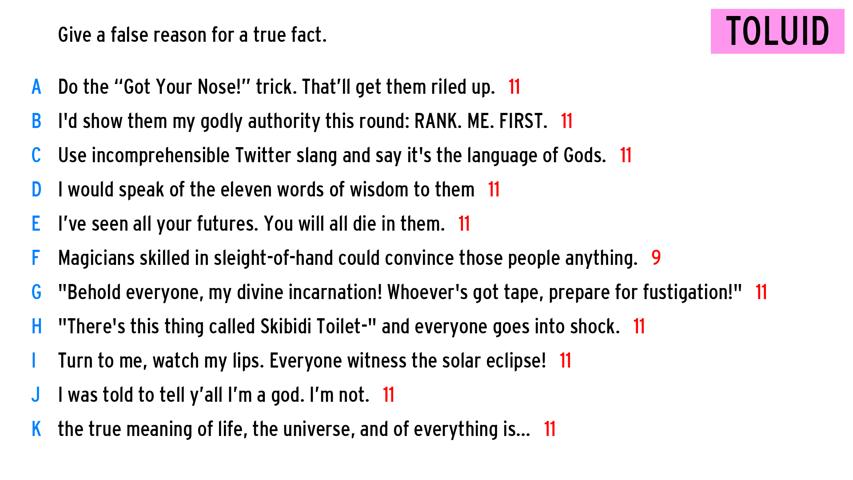 Give a false reason for a true fact.
TOLUID
A Do the “Got Your Nose!” trick. That’ll get them riled up. 11
B I'd show them my godly authority this round: RANK. ME. FIRST. 11
C Use incomprehensible Twitter slang and say it's the language of Gods. 11
D I would speak of the eleven words of wisdom to them 11
E I’ve seen all your futures. You will all die in them. 11
F Magicians skilled in sleight-of-hand could convince those people anything. 9
G "Behold everyone, my divine incarnation! Whoever's got tape, prepare for fustigation!" 11
H "There's this thing called Skibidi Toilet-" and everyone goes into shock. 11
I Turn to me, watch my lips. Everyone witness the solar eclipse! 11
J I was told to tell y’all I’m a god. I’m not. 11
K the true meaning of life, the universe, and of everything is... 11